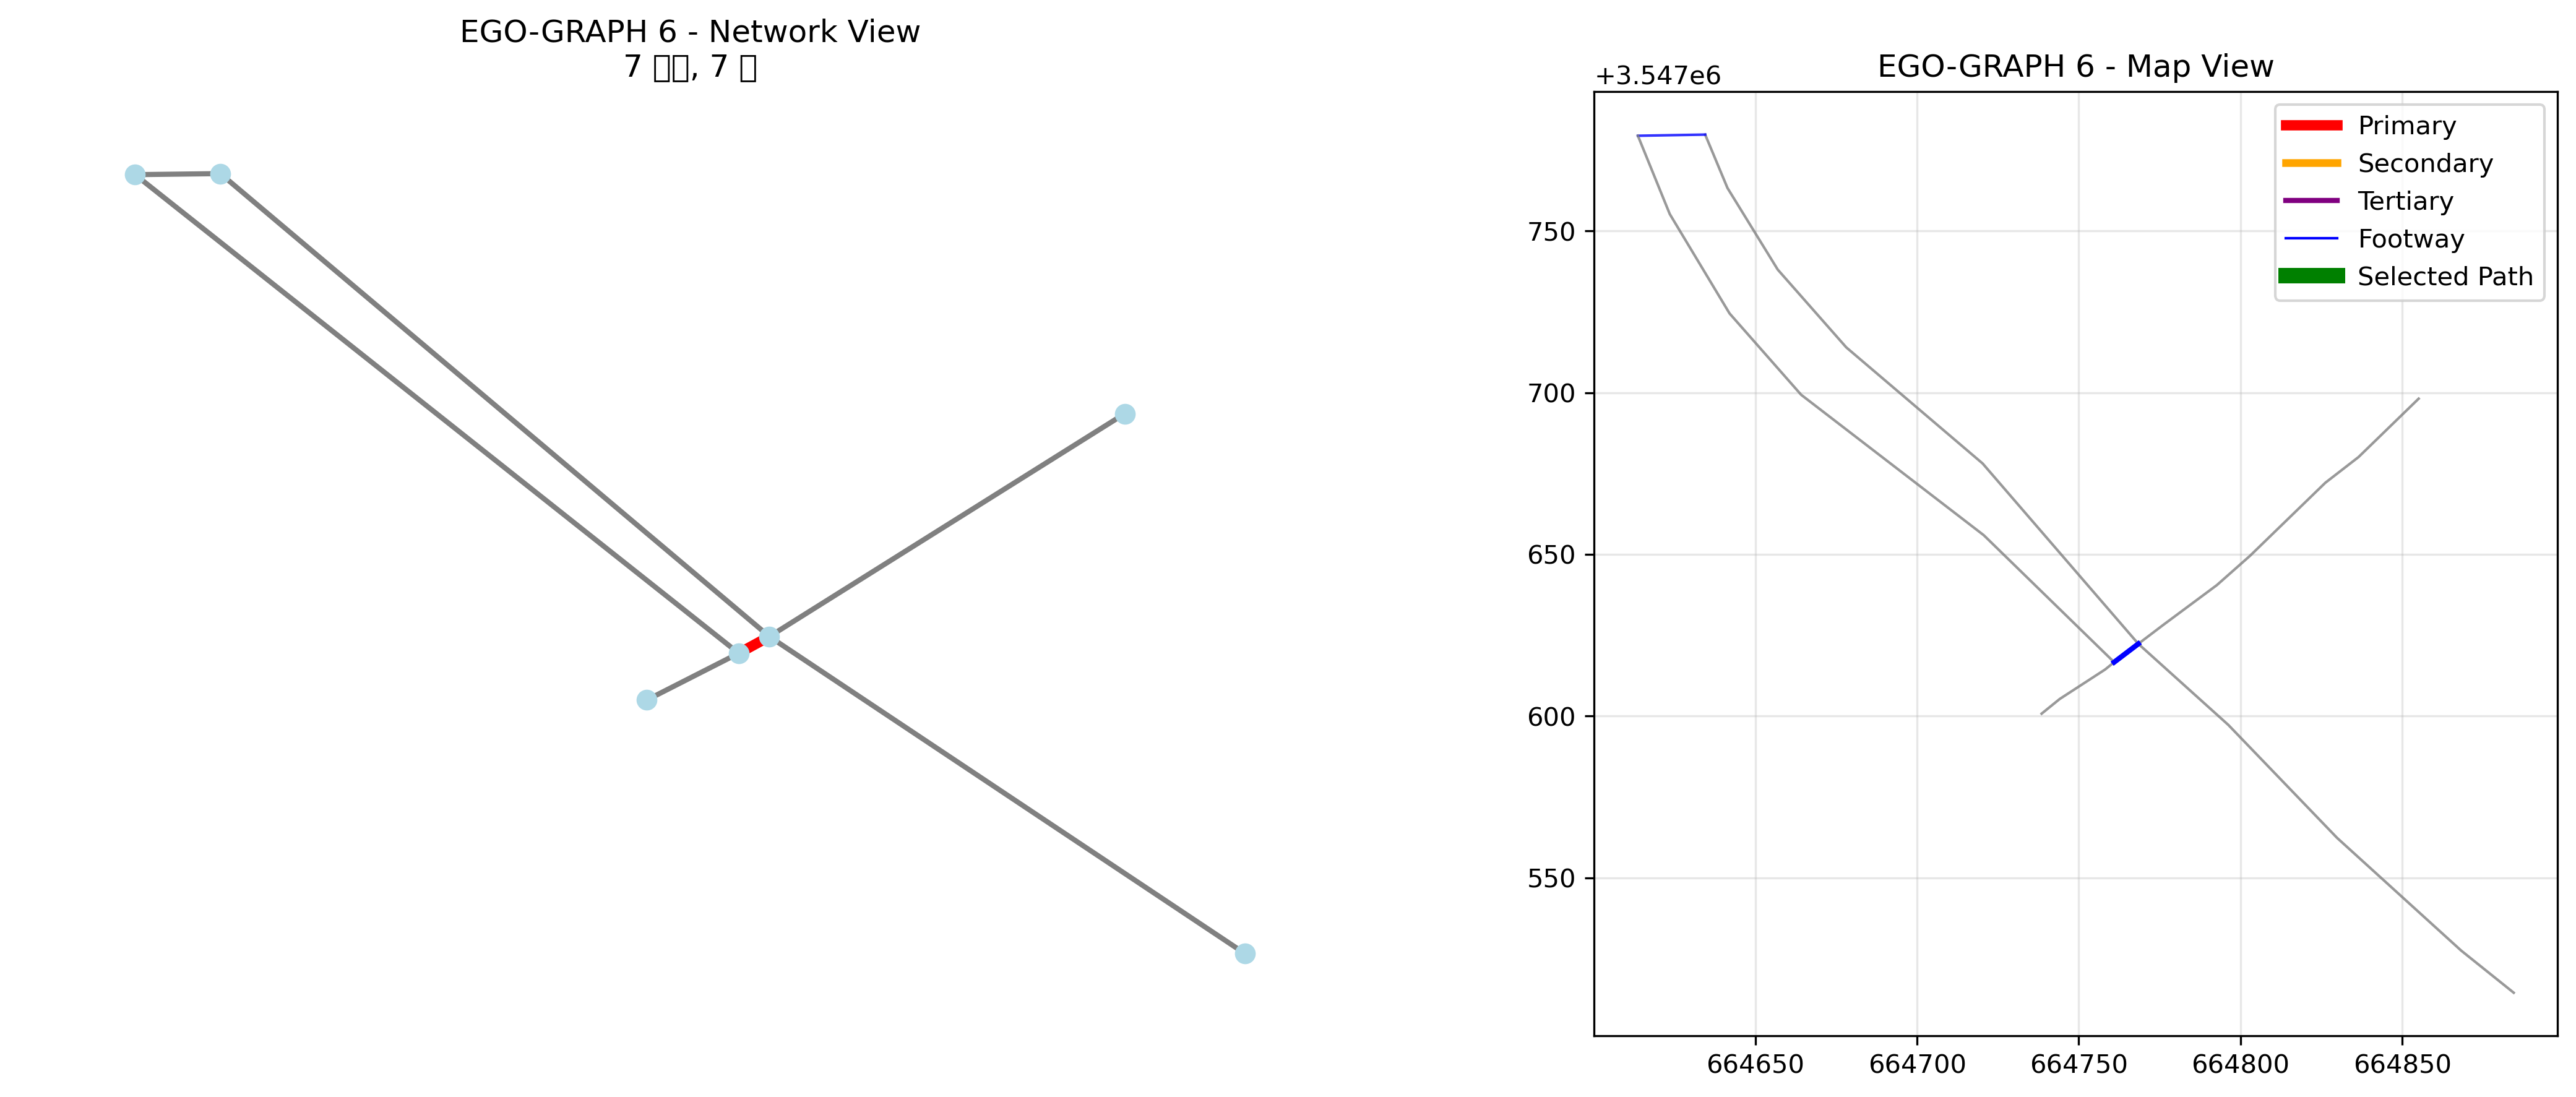 EGO-GRAPH 6 - Network View
7 , 7
EGO-GRAPH 6 - Map View
+3.547e6
Primary
Secondary
Tertiary
Footway
Selected Path
750
700
650
600
550
664650 664700 664750 664800 664850